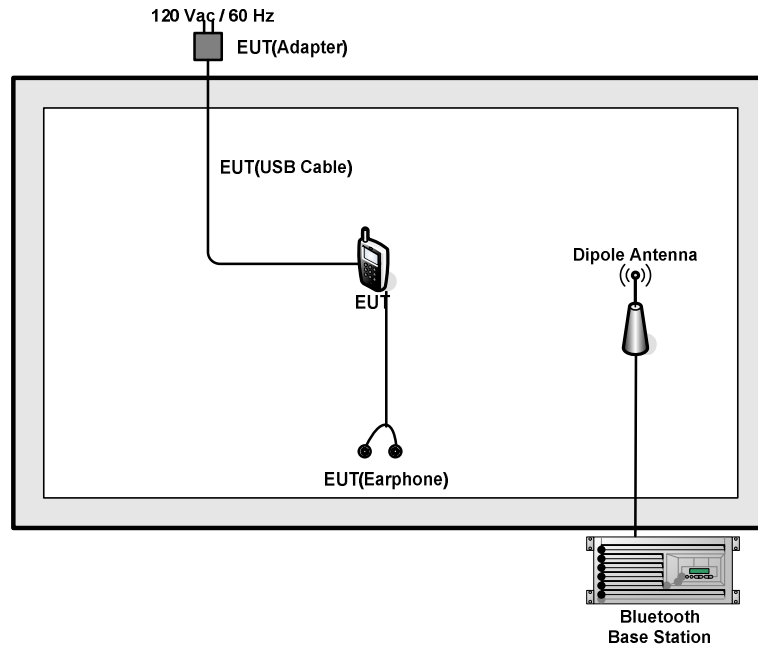 120 Vac / 60 Hz
EUT(Adapter)
EUT(USB Cable)
Dipole Antenna
EUT
EUT(Earphone)
Bluetooth
Base Station